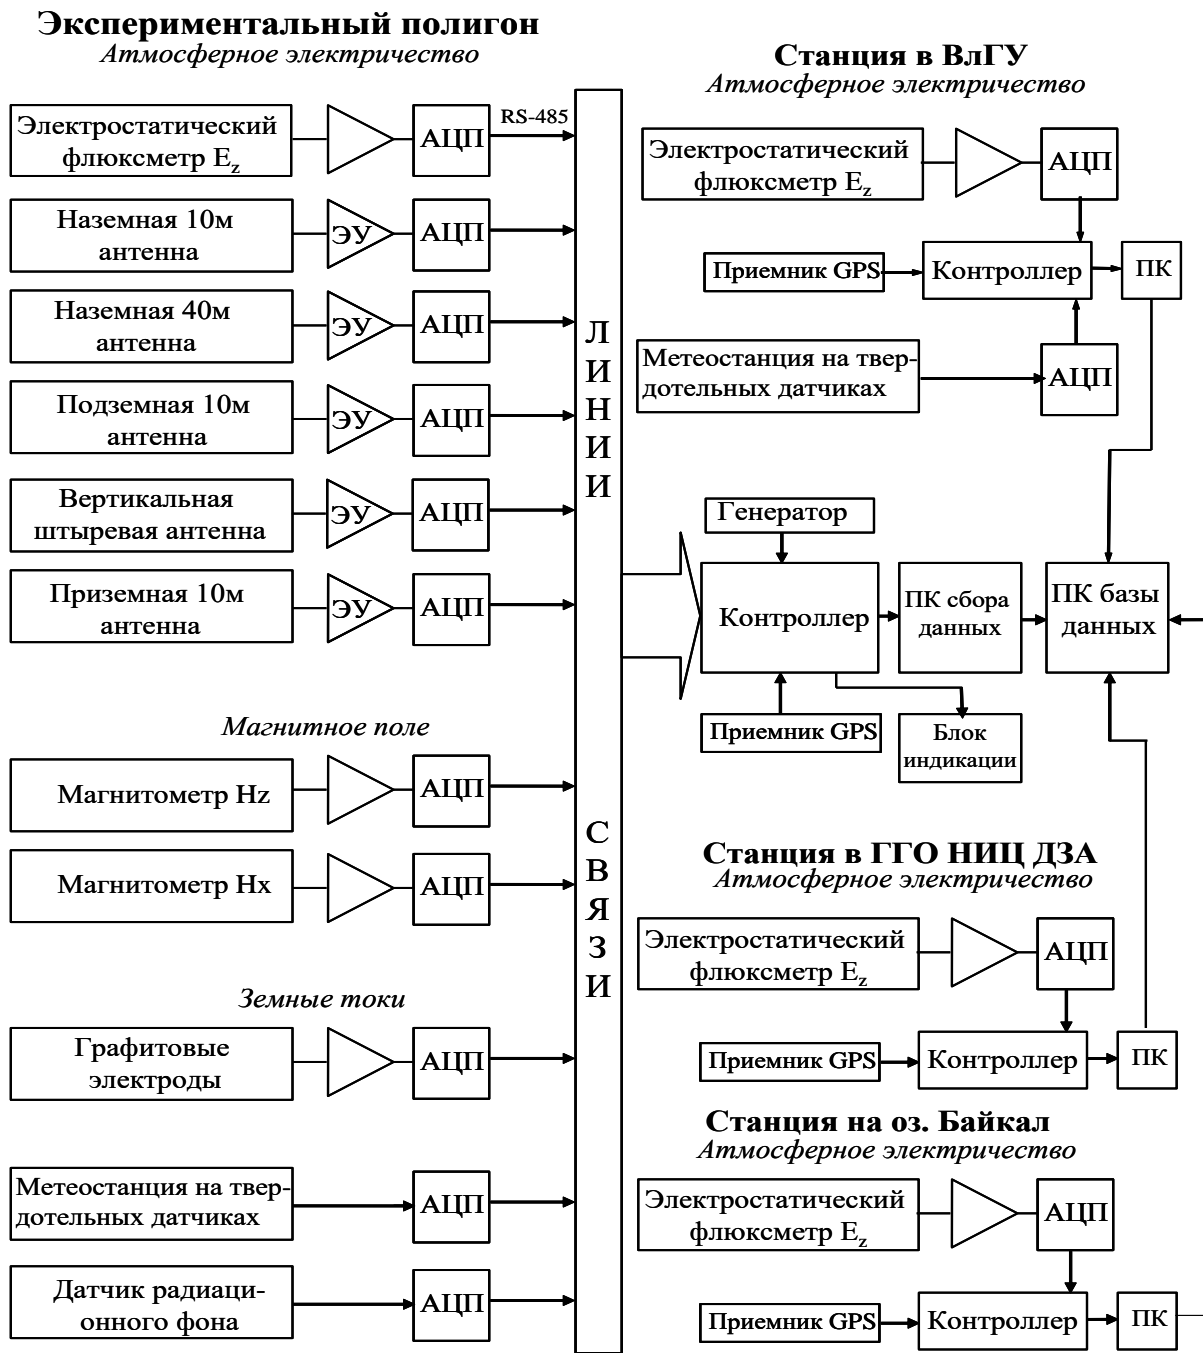 Экспериментальный полигон
Атмосферное электричество
Электростатический
флюксметр Ez
АЦП
RS-485
Наземная 10м
антенна
ЭУ
АЦП
Наземная 40м
антенна
ЭУ
АЦП
Подземная 10м
антенна
ЭУ
АЦП
Вертикальная
штыревая антенна
ЭУ
АЦП
Приземная 10м
антенна
ЭУ
АЦП
Магнитное поле
Магнитометр Hz
АЦП
Магнитометр Hx
АЦП
Земные токи
Графитовые
электроды
АЦП
Метеостанция на твер-
дотельных датчиках
АЦП
Датчик радиаци-
онного фона
АЦП
ЛИНИИ
СВЯЗИ
Станция в ВлГУ
Атмосферное электричество
Электростатический
флюксметр Ez
АЦП
Приемник GPS
Контроллер
ПК
Метеостанция на твер-
дотельных датчиках
АЦП
Генератор
Контроллер
ПК сбора
данных
ПК базы
данных
Приемник GPS
Блок
индикации
Станция в ГГО НИЦ ДЗА
Атмосферное электричество
Электростатический
флюксметр Ez
АЦП
Приемник GPS
Контроллер
ПК
Станция на оз. Байкал
Атмосферное электричество
Электростатический
флюксметр Ez
АЦП
Приемник GPS
Контроллер
ПК